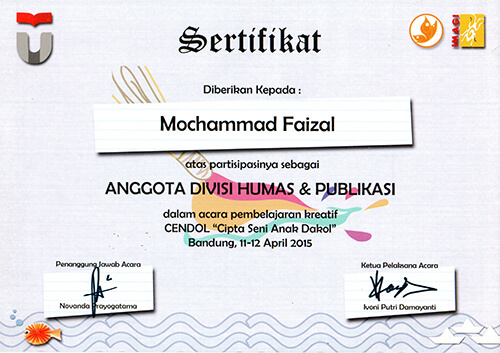 Sertifikat
IMAGI
Diberikan Kepada :
Mochammad Faizal
atas partisipasinya sebagai
ANGGOTA DIVISI HUMAS & PUBLIKASI
dalam acara pembelajaran kreatif
CENDOL "Cipta Seni Anak Dakol"
Bandung, 11-12 April 2015
Penanggung Jawab Acara
Novanda Prayogatama
Ketua Pelaksana Acara
Ivoni Putri Damayanti